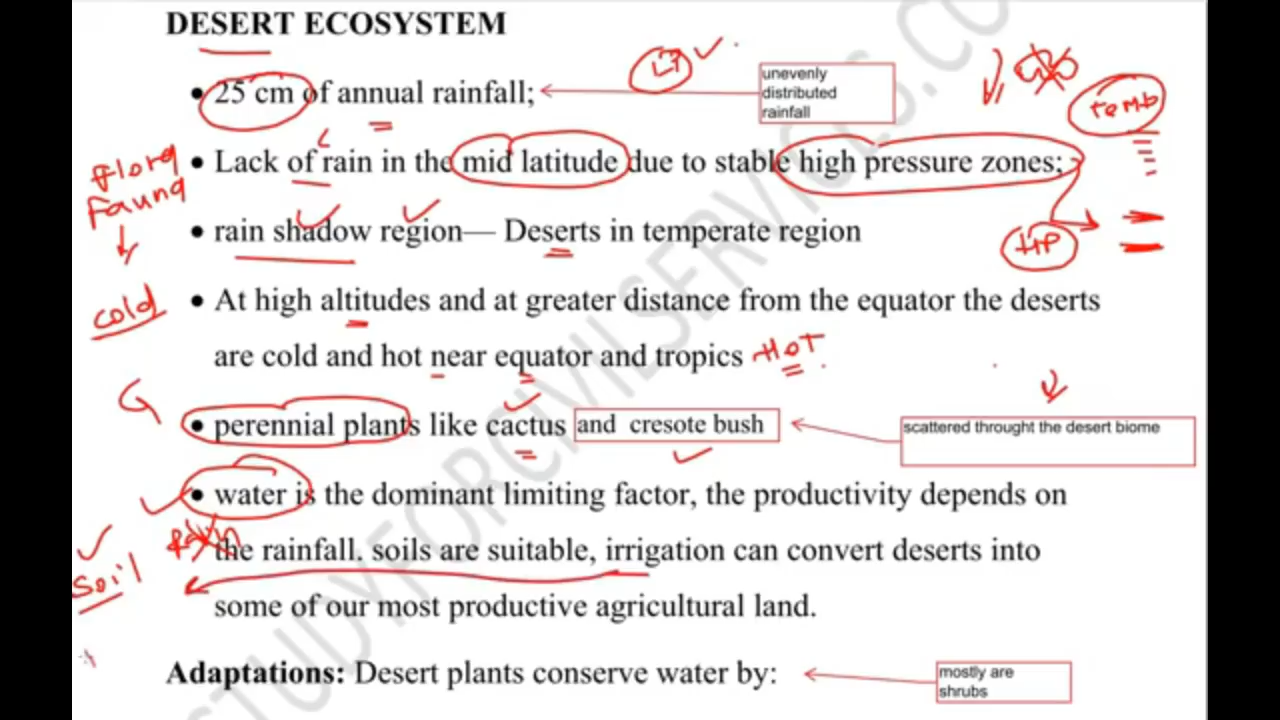 DESERT ECOSYSTEM
• 25 cm of annual rainfall;
unevenly
distributed
rainfall
temb
Flora
Fauna
• Lack of rain in the mid latitude due to stable high pressure zones;
• rain shadow region— Deserts in temperate region
HP
cold
• At high altitudes and at greater distance from the equator the deserts
are cold and hot near equator and tropics HOT
• perennial plants like cactus and cresote bush
scattered throught the desert biome
• water is the dominant limiting factor, the productivity depends on
Rain
the rainfall. soils are suitable, irrigation can convert deserts into
Soil
some of our most productive agricultural land.
Adaptations: Desert plants conserve water by:
mostly are
shrubs
STUDYFORCIVILSERVICES.COM